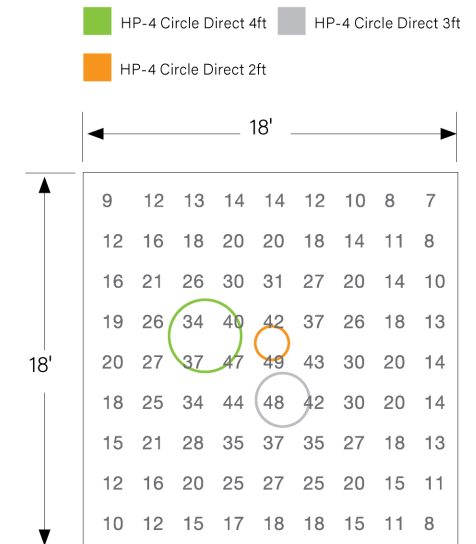 HP-4 Circle Direct 4ft HP-4 Circle Direct 3ft
HP-4 Circle Direct 2ft
18'
9 12 13 14 14 12 10 8 7
12 16 18 20 20 18 14 11 8
16 21 26 30 31 27 20 14 10
19 26 34 40 42 37 26 18 13
18'
20 27 37 47 49 43 30 20 14
18 25 34 44 48 42 30 20 14
15 21 28 35 37 35 27 18 13
12 16 20 25 27 25 20 15 11
10 12 15 17 18 18 15 11 8